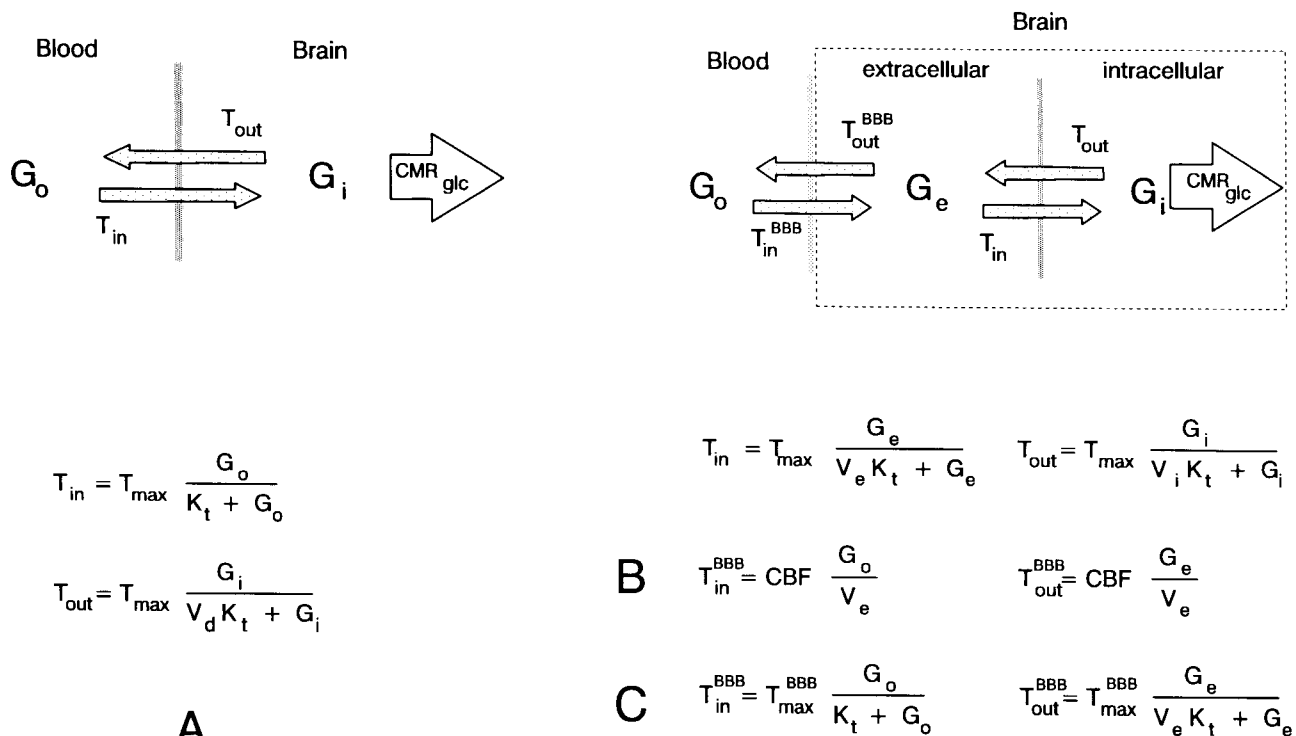 Blood Brain
T_out
G_o G_i CMR_glc
T_in
T_in = T_max G_o / (K_t + G_o)
T_out = T_max G_i / (V_d K_t + G_i)
A
Brain
Blood extracellular intracellular
T_out^BBB T_out
G_o G_e G_i CMR_glc
T_in^BBB T_in
T_in = T_max G_e / (V_e K_t + G_e) T_out = T_max G_i / (V_i K_t + G_i)
B T_in^BBB = CBF G_o / V_e T_out^BBB = CBF G_e / V_e
C T_in^BBB = T_max^BBB G_o / (K_t + G_o) T_out^BBB = T_max^BBB G_e / (V_e K_t + G_e)